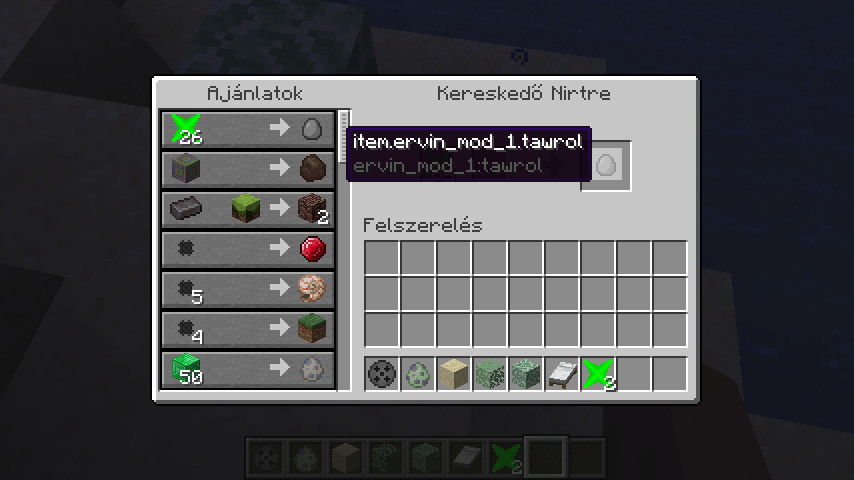 Ajánlatok
Kereskedő Nirtre
26
item.ervin_mod_1.tawrol
ervin_mod_1:tawrol
2
Felszerelés
5
4
50
2
2